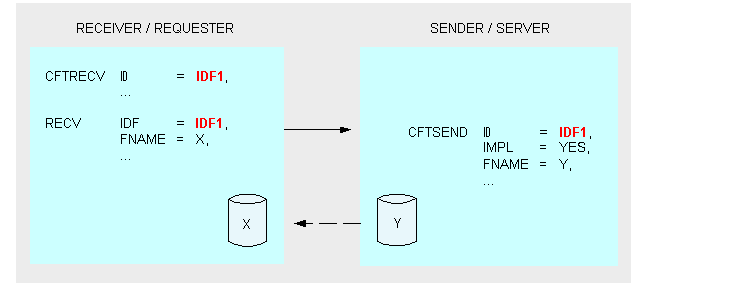 RECEIVER / REQUESTER
CFTRECV ID = IDF1,
...
RECV IDF = IDF1,
FNAME = X,
...
X
SENDER / SERVER
CFTSEND ID = IDF1,
IMPL = YES,
FNAME = Y,
...
Y